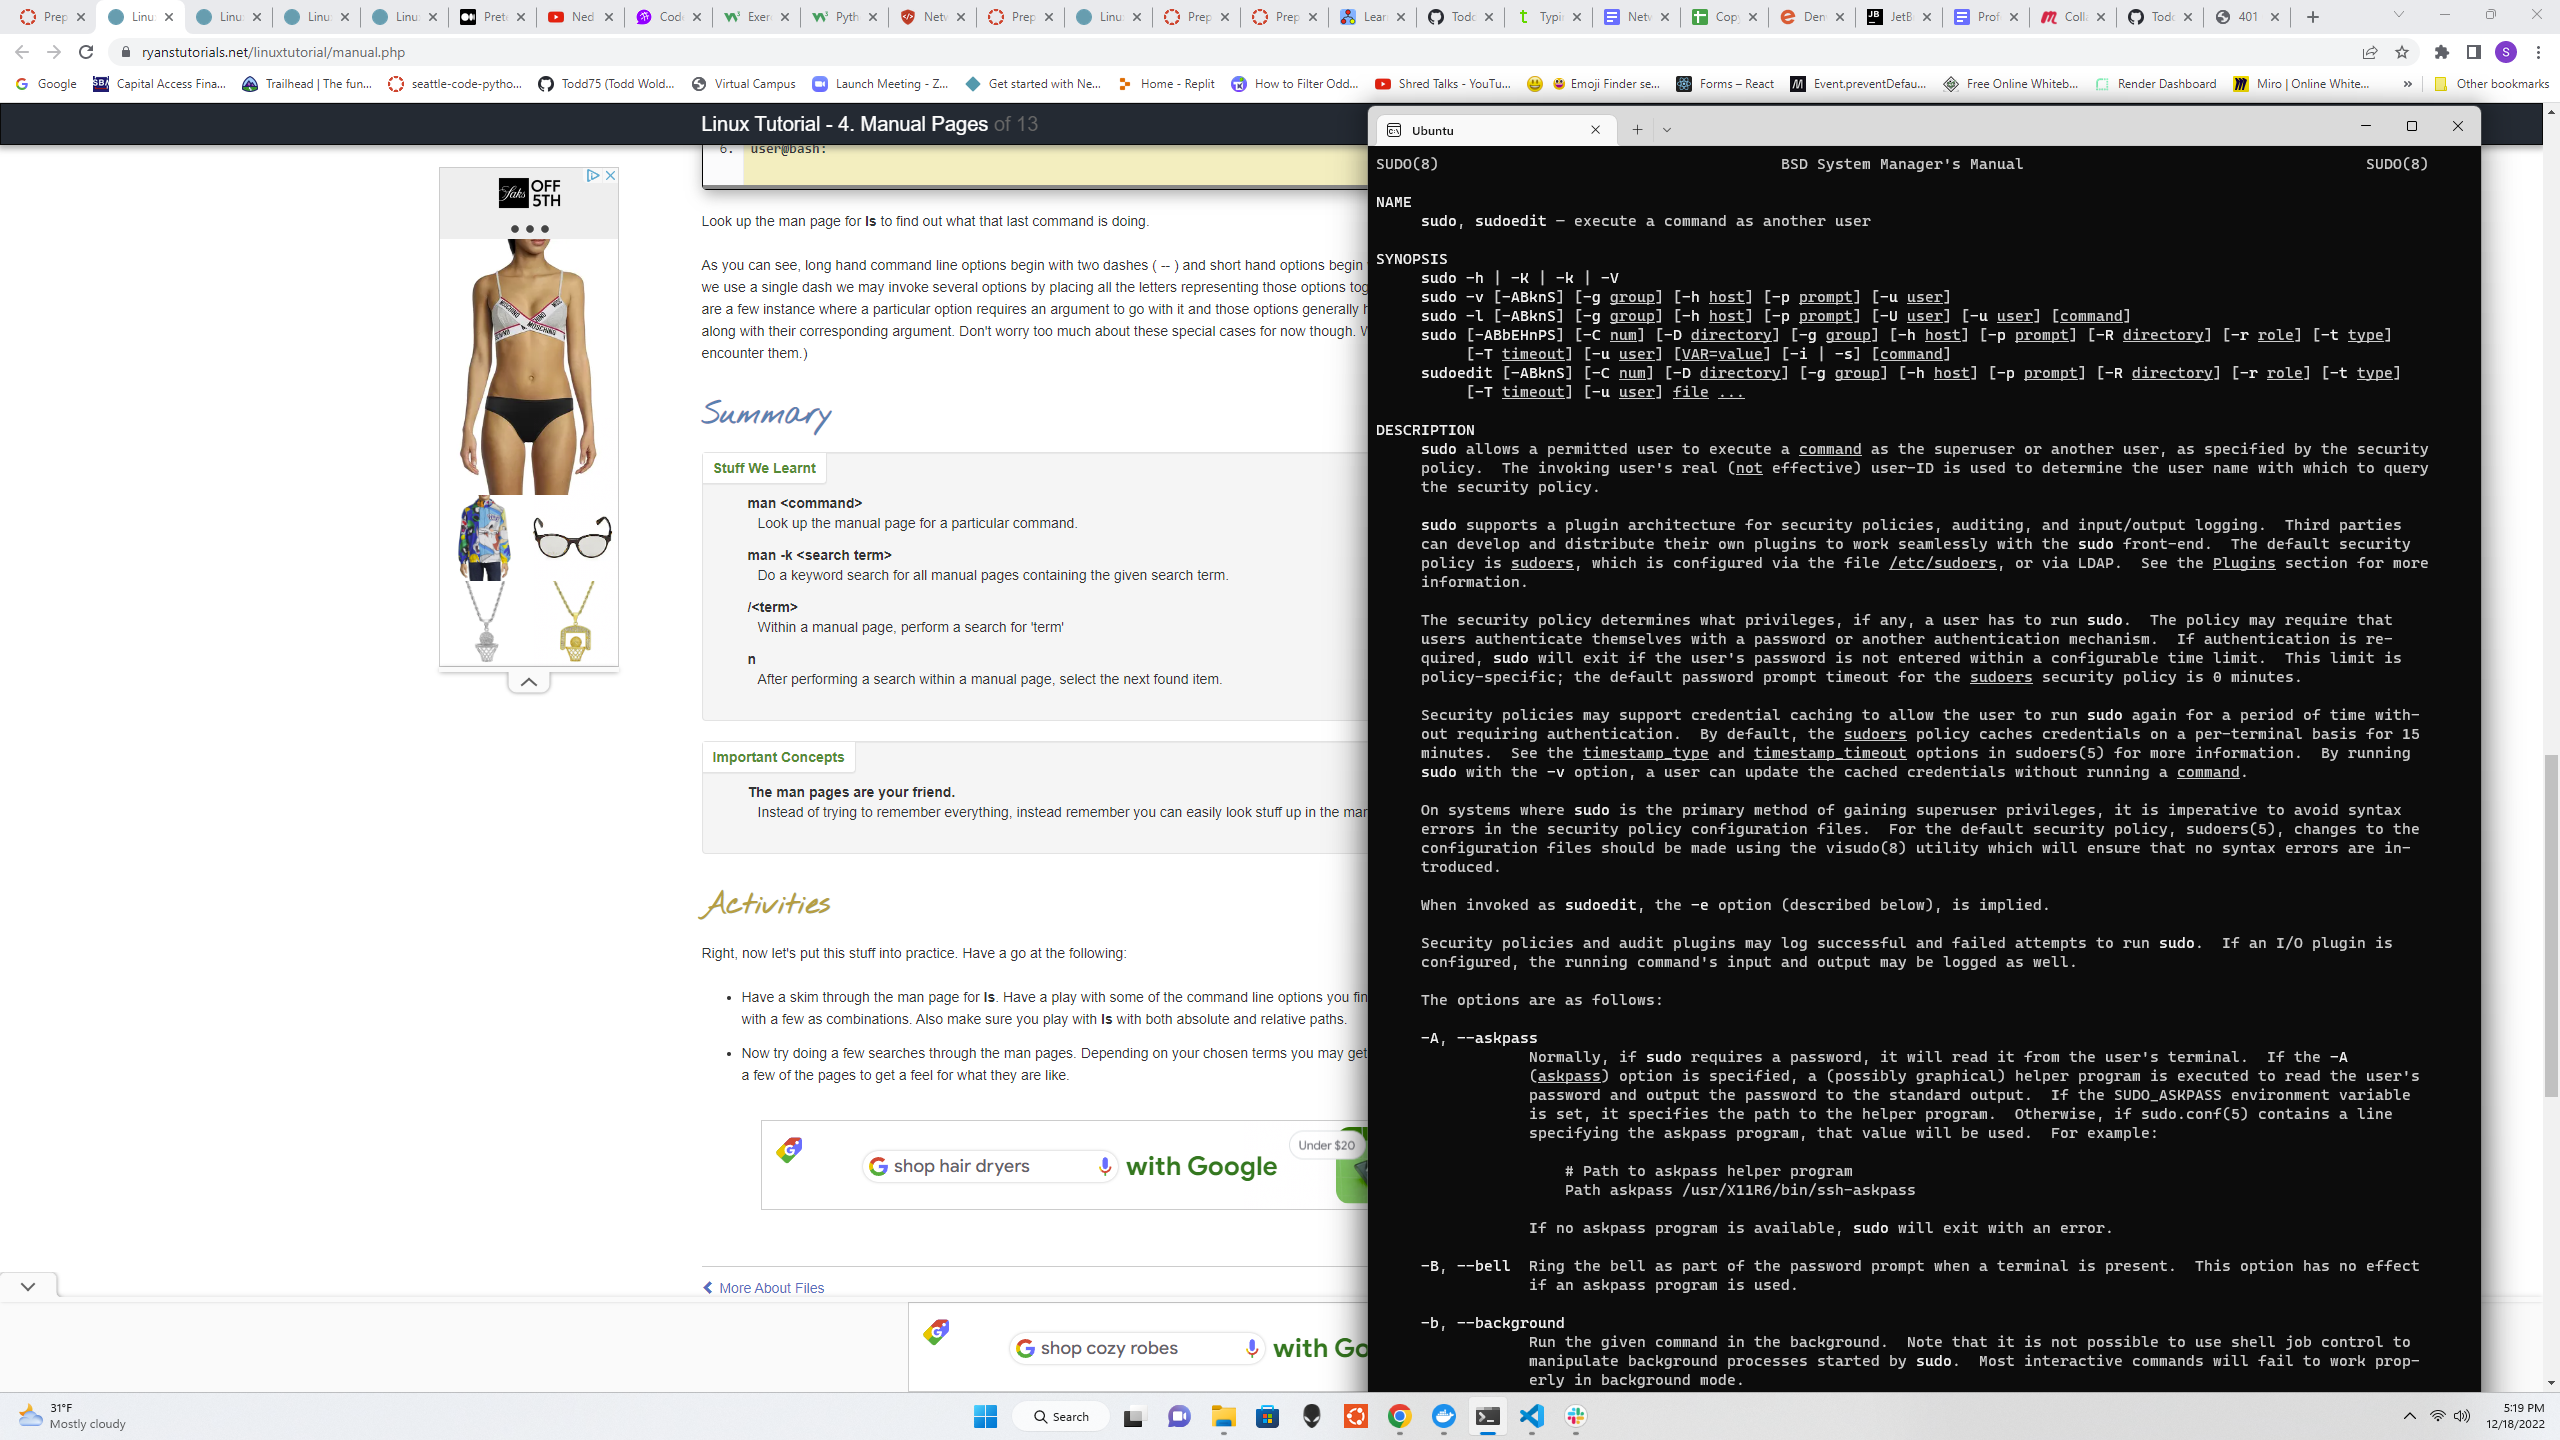 Prep
Linu
Linu
Linu
Linu
Pret
Ned
Code
Exer
Pyth
Netw
Prep
Linu
Prep
Prep
Lear
Todd
Typi
Netw
Copy
Den
JetB
Prof
Colla
Todd
401
ryanstutorials.net/linuxtutorial/manual.php
S
Google
Capital Access Fina...
Trailhead | The fun...
seattle-code-pytho...
Todd75 (Todd Wold...
Virtual Campus
Launch Meeting - Z...
Get started with Ne...
Home - Replit
How to Filter Odd...
Shred Talks - YouTu...
Emoji Finder se...
Forms – React
Event.preventDefau...
Free Online Whiteb...
Render Dashboard
Miro | Online White...
»
Other bookmarks
Linux Tutorial - 4. Manual Pages of 13
6. user@bash:
Saks OFF 5TH
MOSCHINO
Look up the man page for ls to find out what that last command is doing.
As you can see, long hand command line options begin with two dashes ( -- ) and short hand options begin
we use a single dash we may invoke several options by placing all the letters representing those options tog
are a few instance where a particular option requires an argument to go with it and those options generally h
along with their corresponding argument. Don't worry too much about these special cases for now though. W
encounter them.)
Summary
Stuff We Learnt
man <command>
Look up the manual page for a particular command.
man -k <search term>
Do a keyword search for all manual pages containing the given search term.
/<term>
Within a manual page, perform a search for 'term'
n
After performing a search within a manual page, select the next found item.
Important Concepts
The man pages are your friend.
Instead of trying to remember everything, instead remember you can easily look stuff up in the man
Activities
Right, now let's put this stuff into practice. Have a go at the following:
• Have a skim through the man page for ls. Have a play with some of the command line options you fin
with a few as combinations. Also make sure you play with ls with both absolute and relative paths.
• Now try doing a few searches through the man pages. Depending on your chosen terms you may get
a few of the pages to get a feel for what they are like.
shop hair dryers with Google
Under $20
More About Files
shop cozy robes with Go
Ubuntu
SUDO(8) BSD System Manager's Manual SUDO(8)
NAME
sudo, sudoedit — execute a command as another user
SYNOPSIS
sudo -h | -K | -k | -V
sudo -v [-ABknS] [-g group] [-h host] [-p prompt] [-u user]
sudo -l [-ABknS] [-g group] [-h host] [-p prompt] [-U user] [-u user] [command]
sudo [-ABbEHnPS] [-C num] [-D directory] [-g group] [-h host] [-p prompt] [-R directory] [-r role] [-t type]
[-T timeout] [-u user] [VAR=value] [-i | -s] [command]
sudoedit [-ABknS] [-C num] [-D directory] [-g group] [-h host] [-p prompt] [-R directory] [-r role] [-t type]
[-T timeout] [-u user] file ...
DESCRIPTION
sudo allows a permitted user to execute a command as the superuser or another user, as specified by the security
policy. The invoking user's real (not effective) user-ID is used to determine the user name with which to query
the security policy.
sudo supports a plugin architecture for security policies, auditing, and input/output logging. Third parties
can develop and distribute their own plugins to work seamlessly with the sudo front-end. The default security
policy is sudoers, which is configured via the file /etc/sudoers, or via LDAP. See the Plugins section for more
information.
The security policy determines what privileges, if any, a user has to run sudo. The policy may require that
users authenticate themselves with a password or another authentication mechanism. If authentication is re-
quired, sudo will exit if the user's password is not entered within a configurable time limit. This limit is
policy-specific; the default password prompt timeout for the sudoers security policy is 0 minutes.
Security policies may support credential caching to allow the user to run sudo again for a period of time with-
out requiring authentication. By default, the sudoers policy caches credentials on a per-terminal basis for 15
minutes. See the timestamp_type and timestamp_timeout options in sudoers(5) for more information. By running
sudo with the -v option, a user can update the cached credentials without running a command.
On systems where sudo is the primary method of gaining superuser privileges, it is imperative to avoid syntax
errors in the security policy configuration files. For the default security policy, sudoers(5), changes to the
configuration files should be made using the visudo(8) utility which will ensure that no syntax errors are in-
troduced.
When invoked as sudoedit, the -e option (described below), is implied.
Security policies and audit plugins may log successful and failed attempts to run sudo. If an I/O plugin is
configured, the running command's input and output may be logged as well.
The options are as follows:
-A, --askpass
Normally, if sudo requires a password, it will read it from the user's terminal. If the -A
(askpass) option is specified, a (possibly graphical) helper program is executed to read the user's
password and output the password to the standard output. If the SUDO_ASKPASS environment variable
is set, it specifies the path to the helper program. Otherwise, if sudo.conf(5) contains a line
specifying the askpass program, that value will be used. For example:
# Path to askpass helper program
Path askpass /usr/X11R6/bin/ssh-askpass
If no askpass program is available, sudo will exit with an error.
-B, --bell Ring the bell as part of the password prompt when a terminal is present. This option has no effect
if an askpass program is used.
-b, --background
Run the given command in the background. Note that it is not possible to use shell job control to
manipulate background processes started by sudo. Most interactive commands will fail to work prop-
erly in background mode.
31°F
Mostly cloudy
Search
5:19 PM
12/18/2022